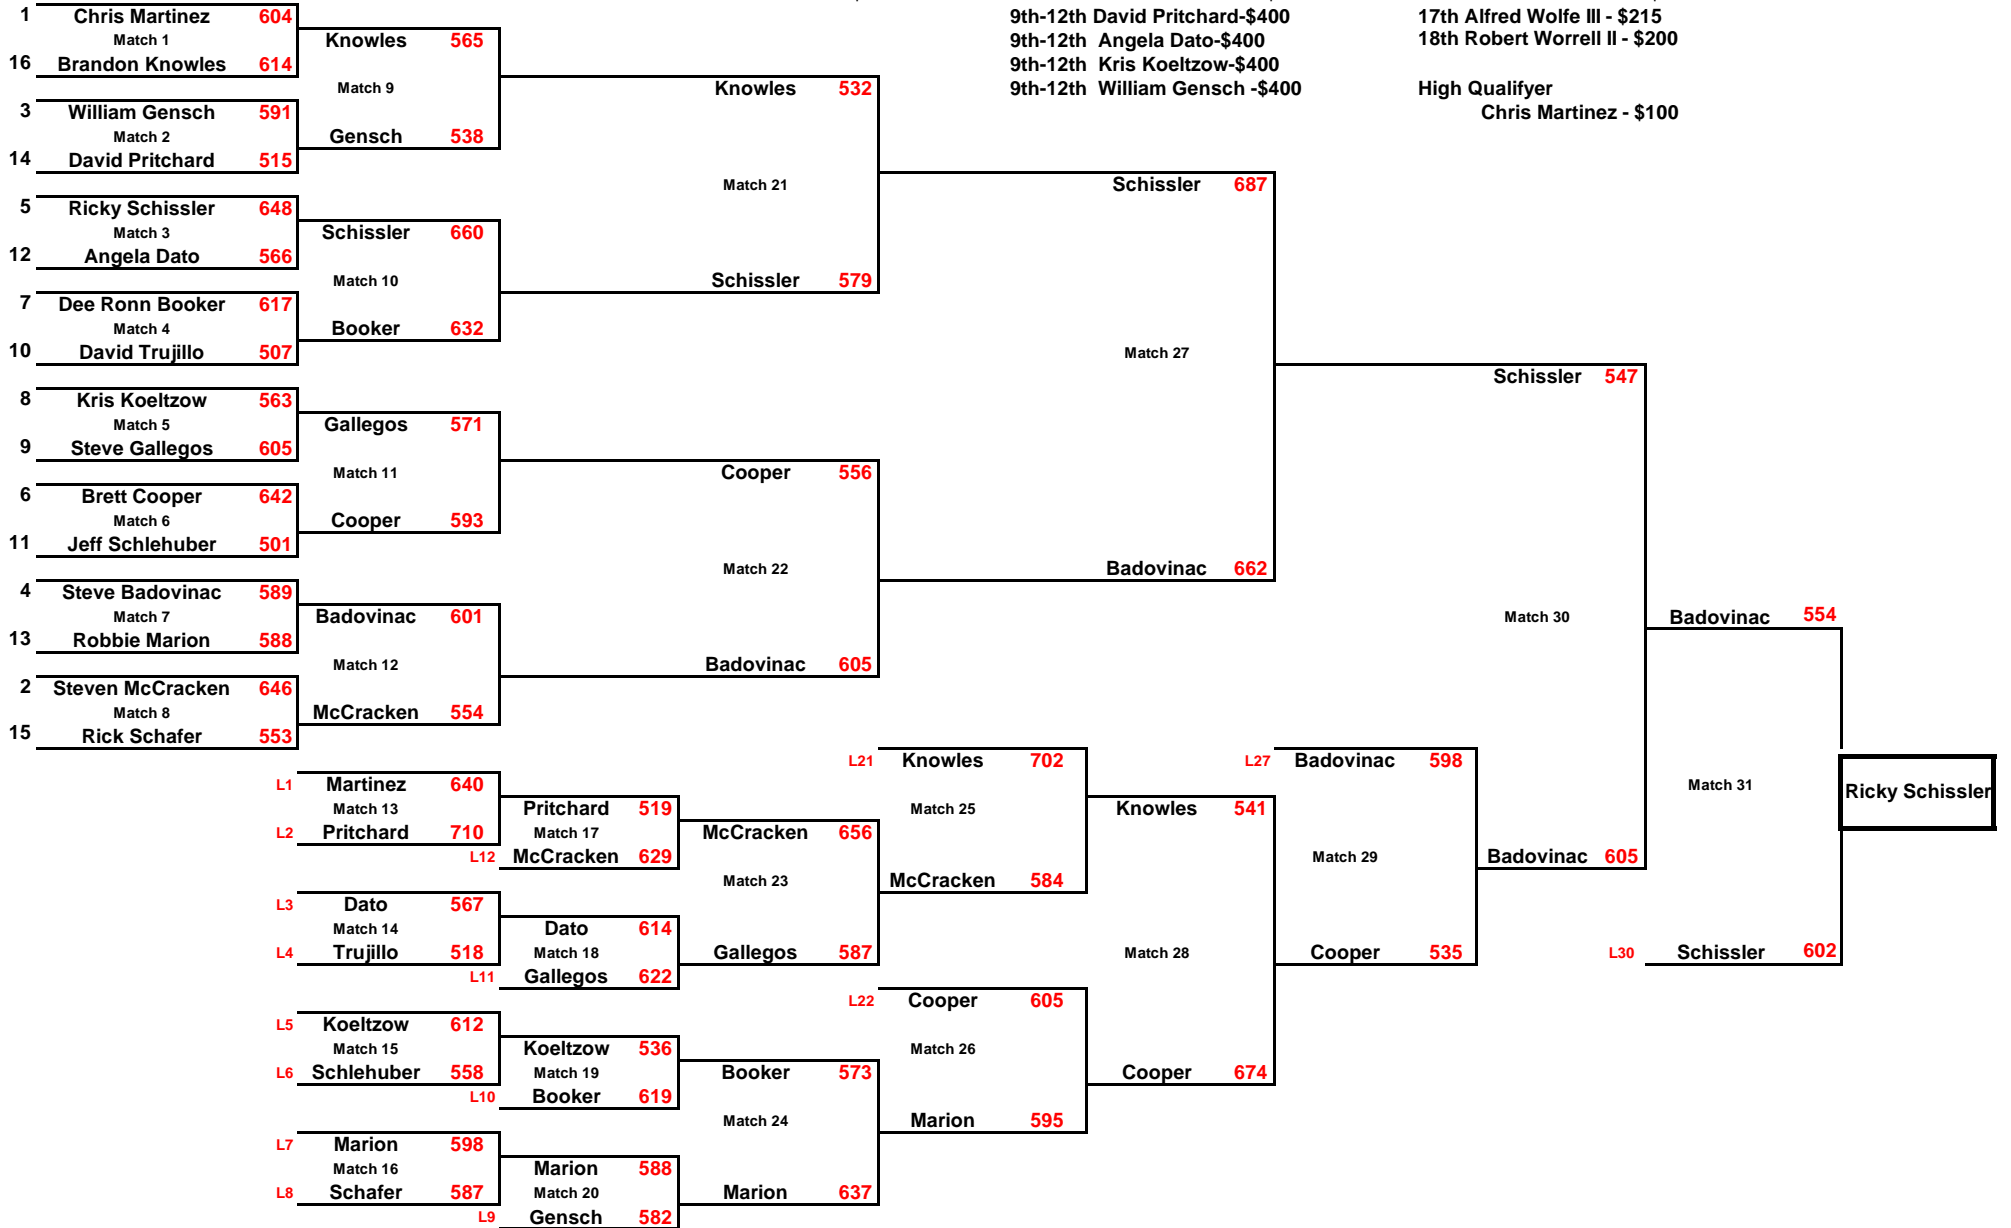 9th-12th David Pritchard-$400
17th Alfred Wolfe III - $215
9th-12th Angela Dato-$400
18th Robert Worrell II - $200
9th-12th Kris Koeltzow-$400
9th-12th William Gensch -$400
High Qualifyer
Chris Martinez - $100
1 Chris Martinez 604
Match 1
16 Brandon Knowles 614
3 William Gensch 591
Match 2
14 David Pritchard 515
5 Ricky Schissler 648
Match 3
12 Angela Dato 566
7 Dee Ronn Booker 617
Match 4
10 David Trujillo 507
8 Kris Koeltzow 563
Match 5
9 Steve Gallegos 605
6 Brett Cooper 642
Match 6
11 Jeff Schlehuber 501
4 Steve Badovinac 589
Match 7
13 Robbie Marion 588
2 Steven McCracken 646
Match 8
15 Rick Schafer 553
Knowles 565
Match 9
Gensch 538
Schissler 660
Match 10
Booker 632
Gallegos 571
Match 11
Cooper 593
Badovinac 601
Match 12
McCracken 554
Knowles 532
Match 21
Schissler 579
Cooper 556
Match 22
Badovinac 605
Schissler 687
Match 27
Badovinac 662
Schissler 547
Match 30
Badovinac 605
Badovinac 554
Match 31
L30 Schissler 602
Ricky Schissler
L1 Martinez 640
Match 13
L2 Pritchard 710
L3 Dato 567
Match 14
L4 Trujillo 518
L5 Koeltzow 612
Match 15
L6 Schlehuber 558
L7 Marion 598
Match 16
L8 Schafer 587
Pritchard 519
Match 17
L12 McCracken 629
Dato 614
Match 18
L11 Gallegos 622
Koeltzow 536
Match 19
L10 Booker 619
Marion 588
Match 20
L9 Gensch 582
McCracken 656
Match 23
Gallegos 587
Booker 573
Match 24
Marion 637
L21 Knowles 702
Match 25
McCracken 584
L22 Cooper 605
Match 26
Marion 595
Knowles 541
Match 28
Cooper 674
L27 Badovinac 598
Match 29
Cooper 535